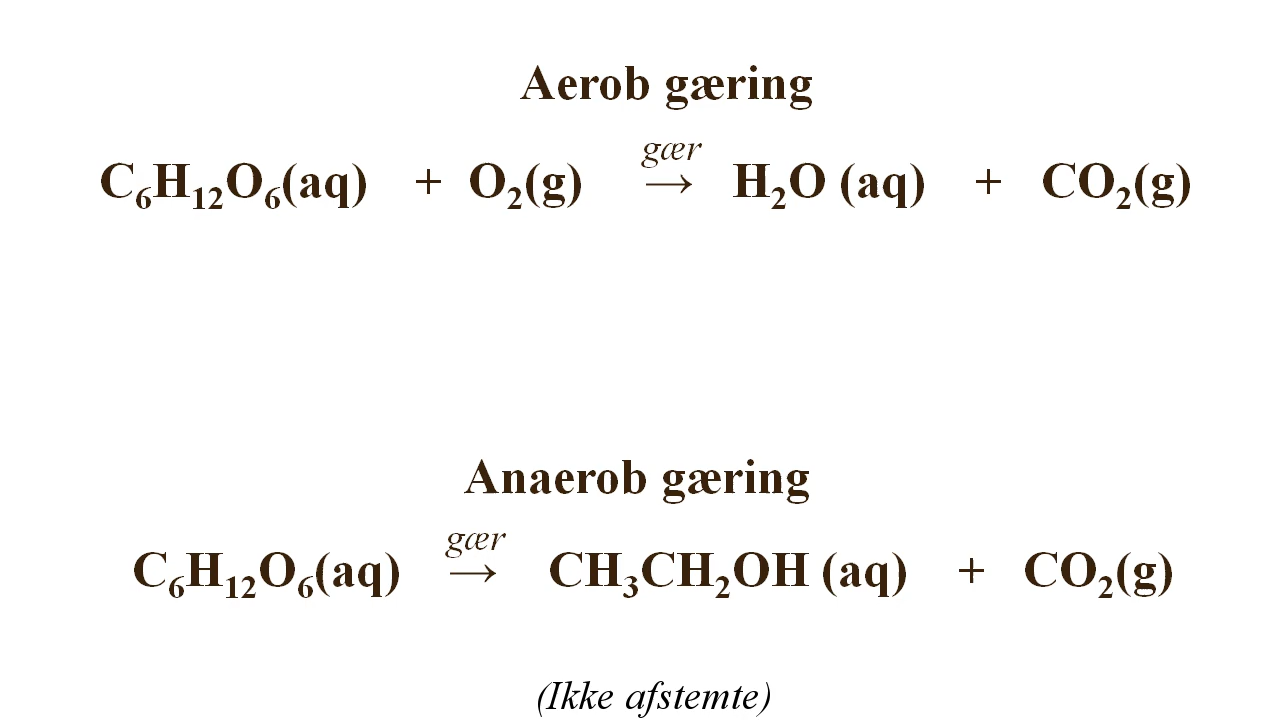 Aerob gæring
gær
C₆H₁₂O₆(aq) + O₂(g) → H₂O (aq) + CO₂(g)
Anaerob gæring
gær
C₆H₁₂O₆(aq) → CH₃CH₂OH (aq) + CO₂(g)
(Ikke afstemte)